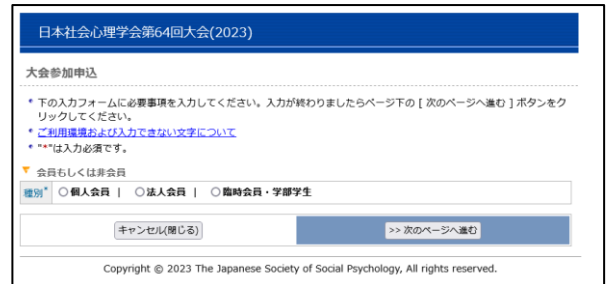 日本社会心理学会第64回大会(2023)
大会参加申込
* 下の入力フォームに必要事項を入力してください。入力が終わりましたらページ下の [ 次のページへ進む ] ボタンをク
リックしてください。
* ご利用環境および入力できない文字について
* "*"は入力必須です。
▼ 会員もしくは非会員
種別* ○個人会員 | ○法人会員 | ○臨時会員・学部学生
キャンセル(閉じる) >> 次のページへ進む
Copyright © 2023 The Japanese Society of Social Psychology, All rights reserved.